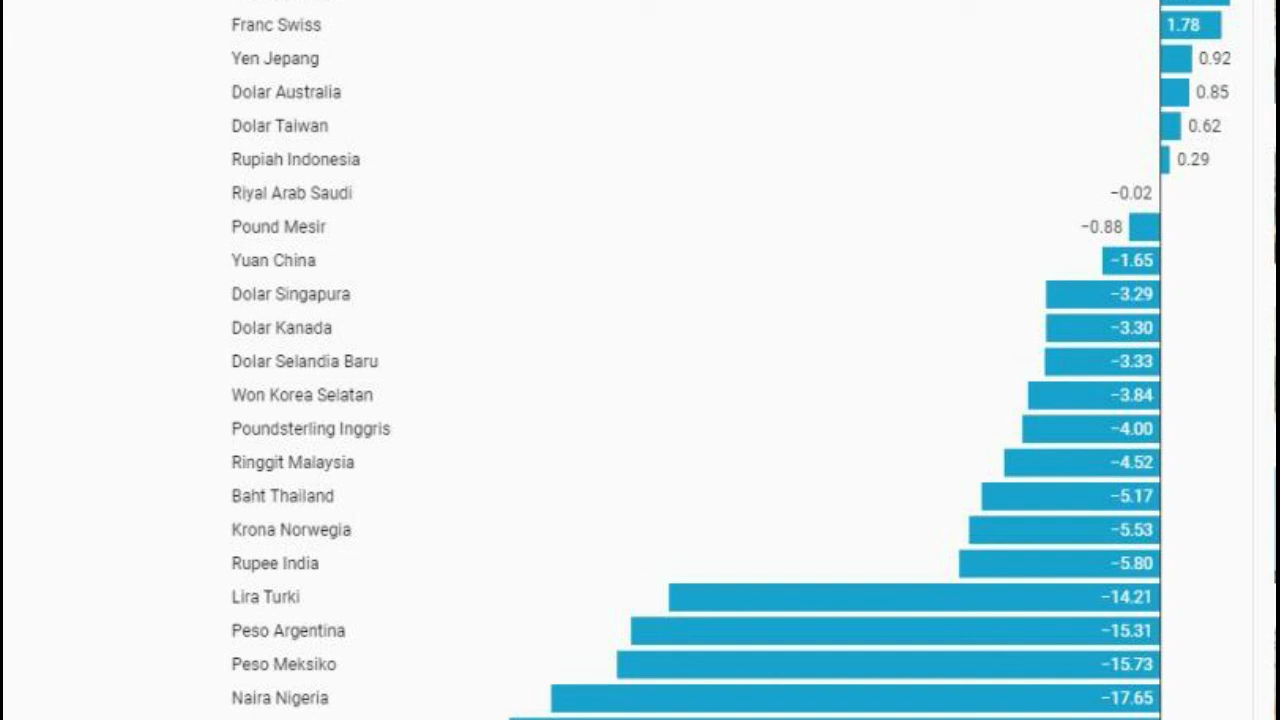 Franc Swiss 1.78
Yen Jepang 0.92
Dolar Australia 0.85
Dolar Taiwan 0.62
Rupiah Indonesia 0.29
Riyal Arab Saudi −0.02
Pound Mesir −0.88
Yuan China −1.65
Dolar Singapura −3.29
Dolar Kanada −3.30
Dolar Selandia Baru −3.33
Won Korea Selatan −3.84
Poundsterling Inggris −4.00
Ringgit Malaysia −4.52
Baht Thailand −5.17
Krona Norwegia −5.53
Rupee India −5.80
Lira Turki −14.21
Peso Argentina −15.31
Peso Meksiko −15.73
Naira Nigeria −17.65